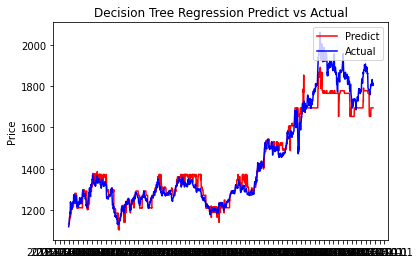 Decision Tree Regression Predict vs Actual
Predict
Actual
Price
2000
1800
1600
1400
1200